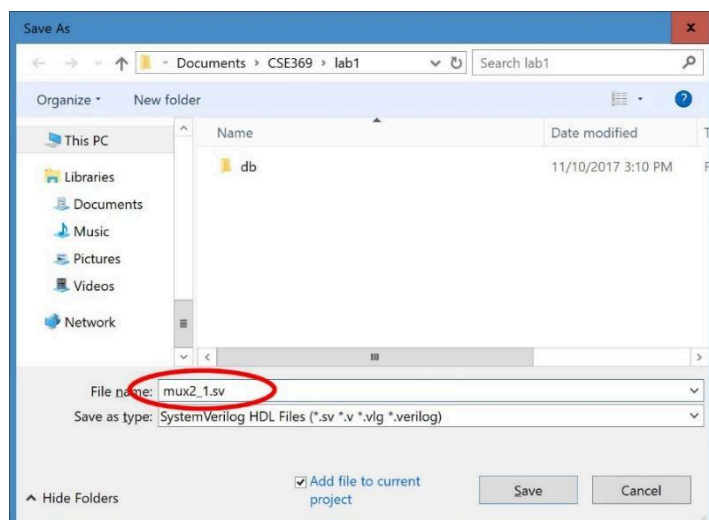 Save As
Documents > CSE369 > lab1
Search lab1
Organize
New folder
Name
Date modified
T
This PC
db
11/10/2017 3:10 PM
F
Libraries
Documents
Music
Pictures
Videos
Network
File name: mux2_1.sv
Save as type: SystemVerilog HDL Files (*.sv *.v *.vlg *.verilog)
Hide Folders
Add file to current
project
Save
Cancel